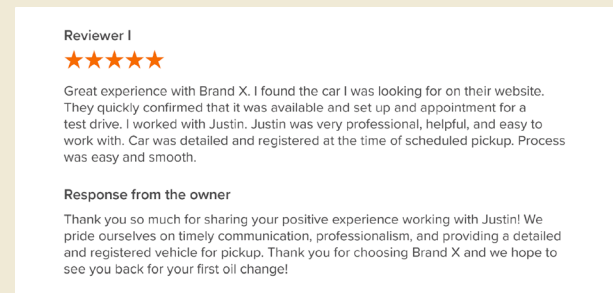 Reviewer I
Great experience with Brand X. I found the car I was looking for on their website.
They quickly confirmed that it was available and set up and appointment for a
test drive. I worked with Justin. Justin was very professional, helpful, and easy to
work with. Car was detailed and registered at the time of scheduled pickup. Process
was easy and smooth.
Response from the owner
Thank you so much for sharing your positive experience working with Justin! We
pride ourselves on timely communication, professionalism, and providing a detailed
and registered vehicle for pickup. Thank you for choosing Brand X and we hope to
see you back for your first oil change!